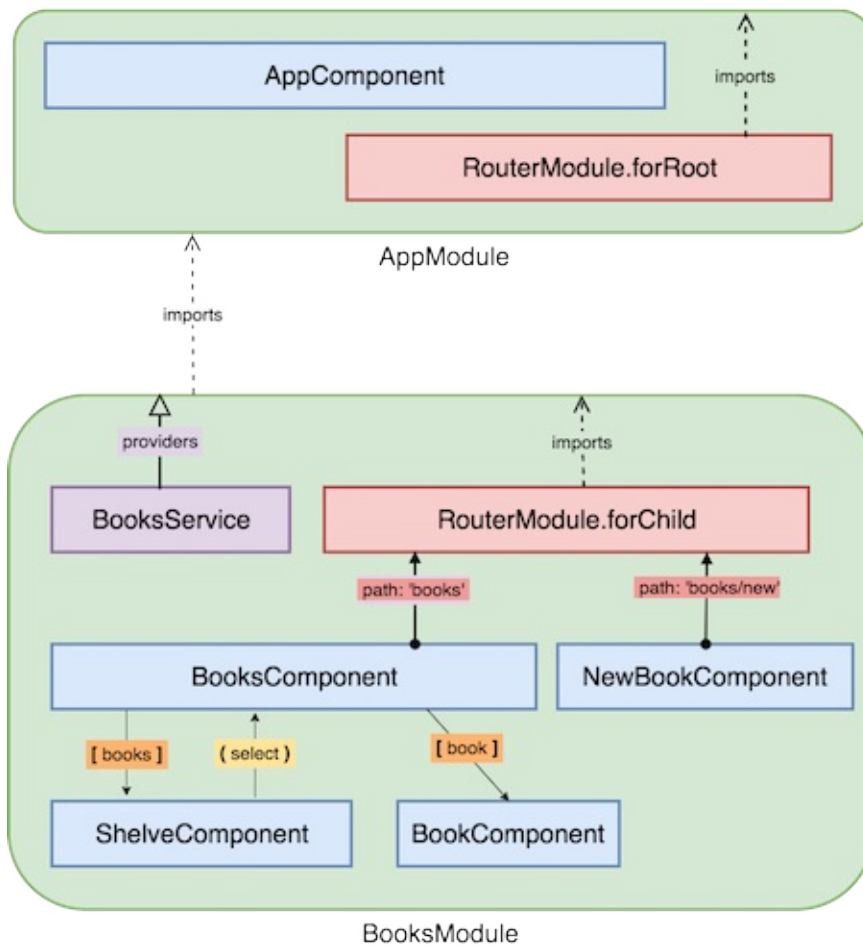 AppComponent
imports
RouterModule.forRoot
AppModule
imports
providers
imports
BooksService
RouterModule.forChild
path: 'books'
path: 'books/new'
BooksComponent
NewBookComponent
[ books ]
( select )
[ book ]
ShelveComponent
BookComponent
BooksModule